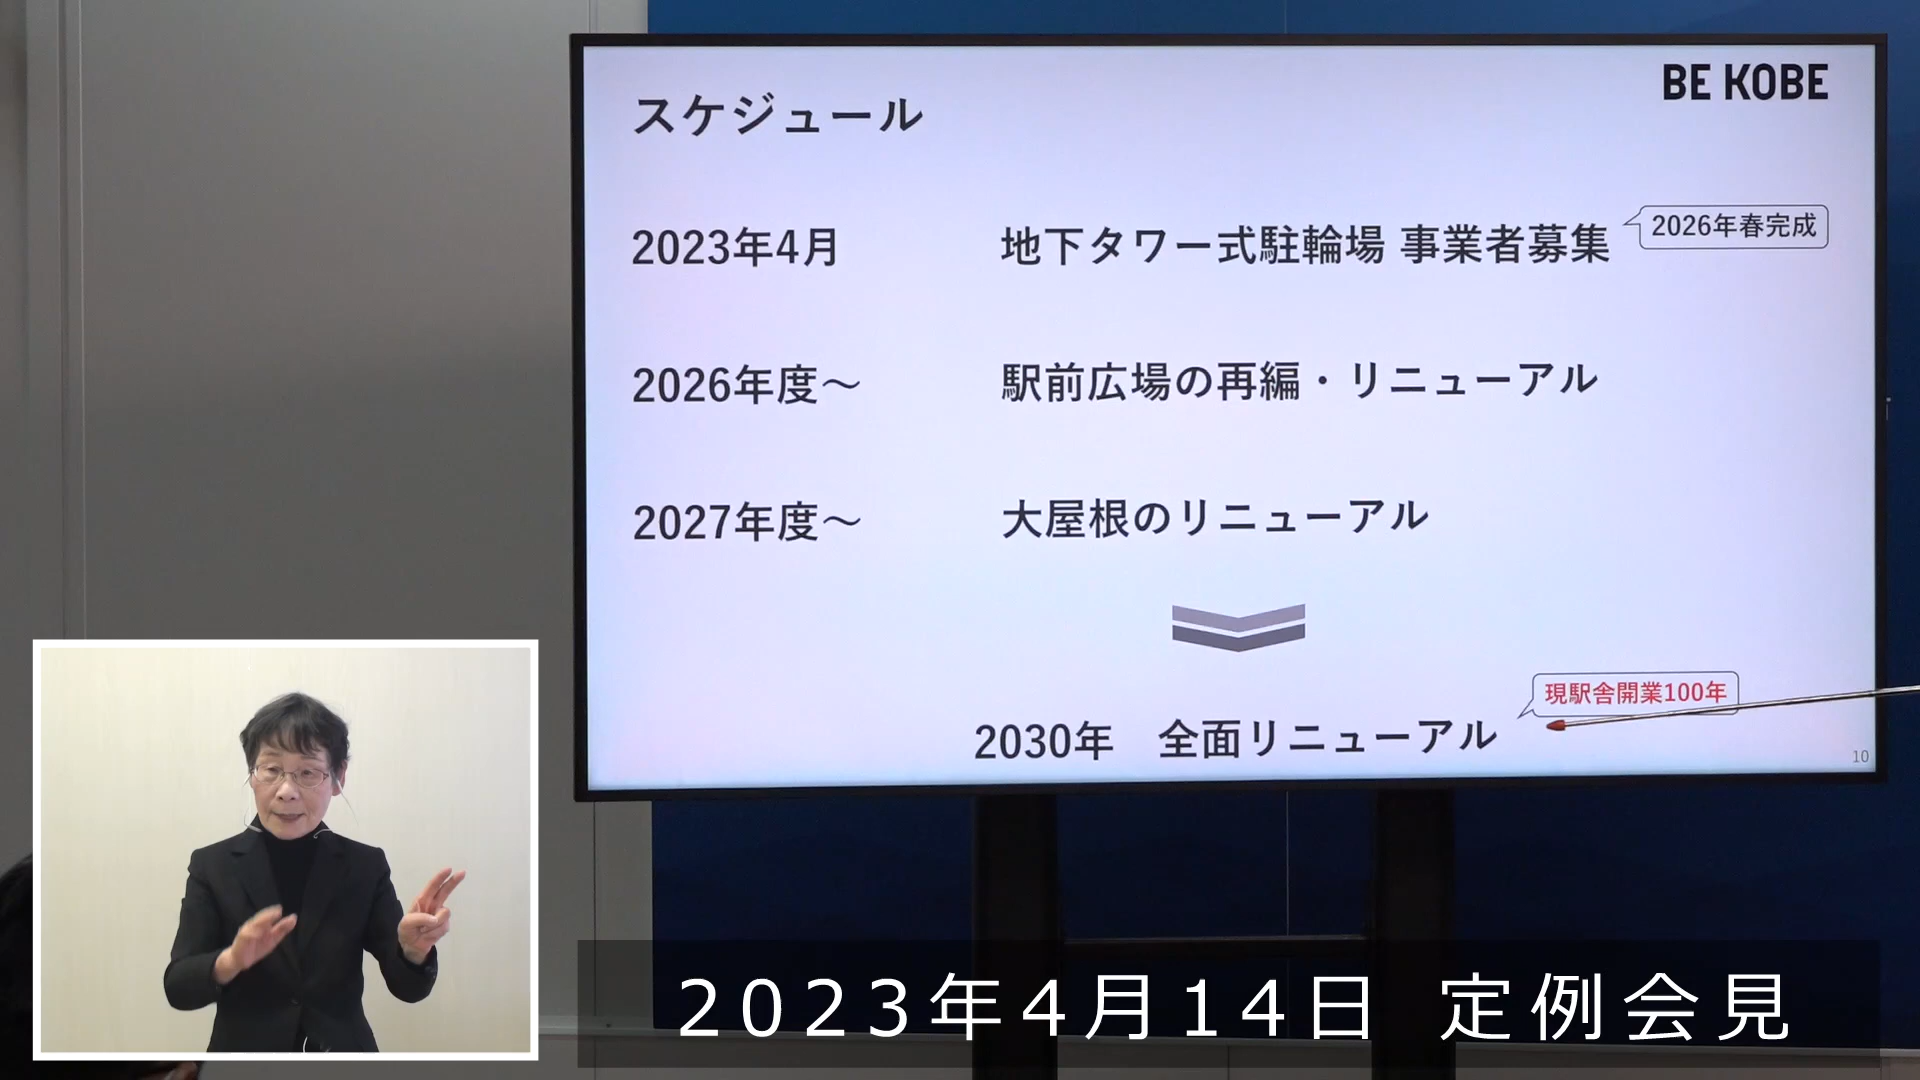 BE KOBE
スケジュール
2023年4月 地下タワー式駐輪場 事業者募集 2026年春完成
2026年度～ 駅前広場の再編・リニューアル
2027年度～ 大屋根のリニューアル
現駅舎開業100年
2030年 全面リニューアル
10
2023年4月14日 定例会見